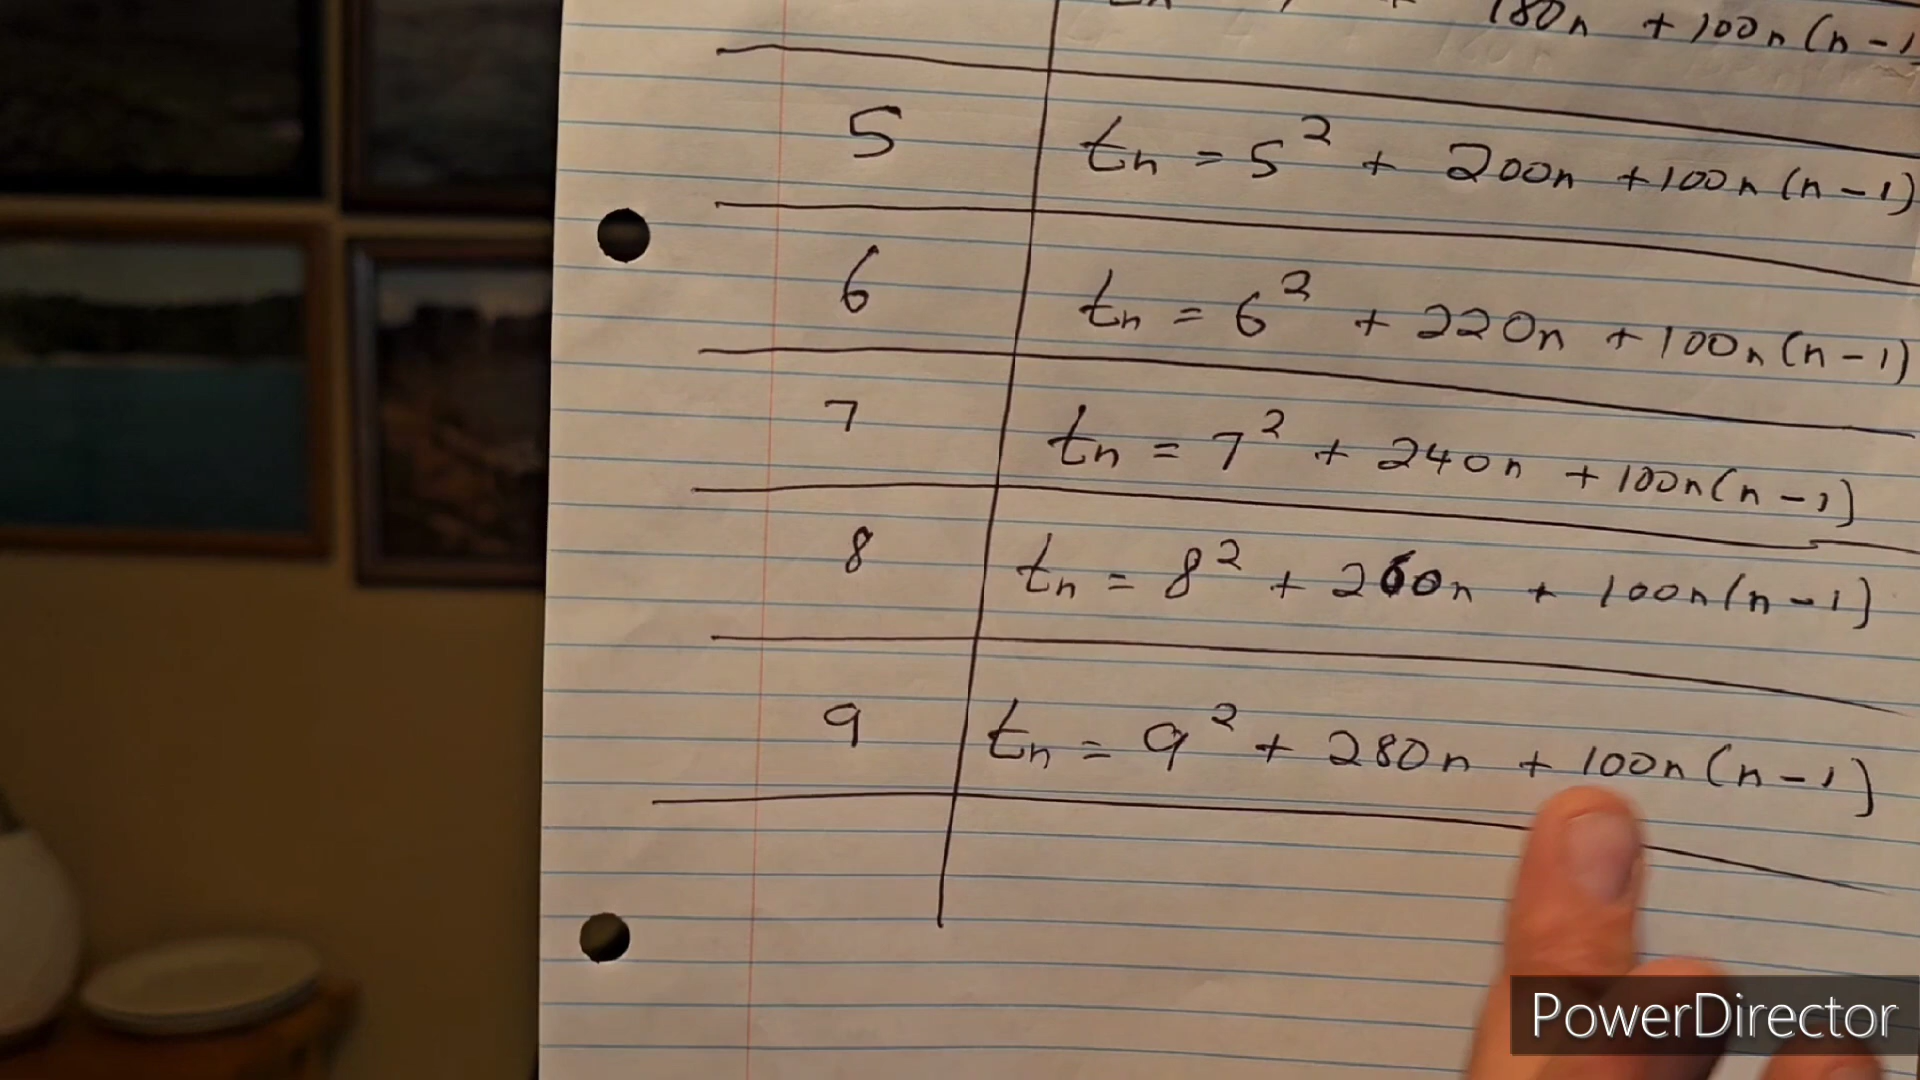 180n + 100n(n-1
5 tn = 5² + 200n + 100n(n-1)
6 tn = 6² + 220n + 100n(n-1)
7 tn = 7² + 240n + 100n(n-1)
8 tn = 8² + 260n + 100n(n-1)
9 tn = 9² + 280n + 100n(n-1)
PowerDirector